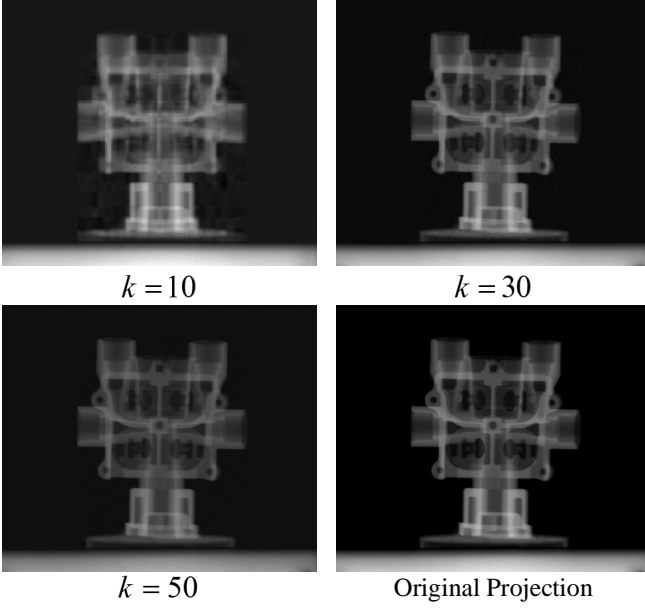 k = 10
k = 30
k = 50
Original Projection